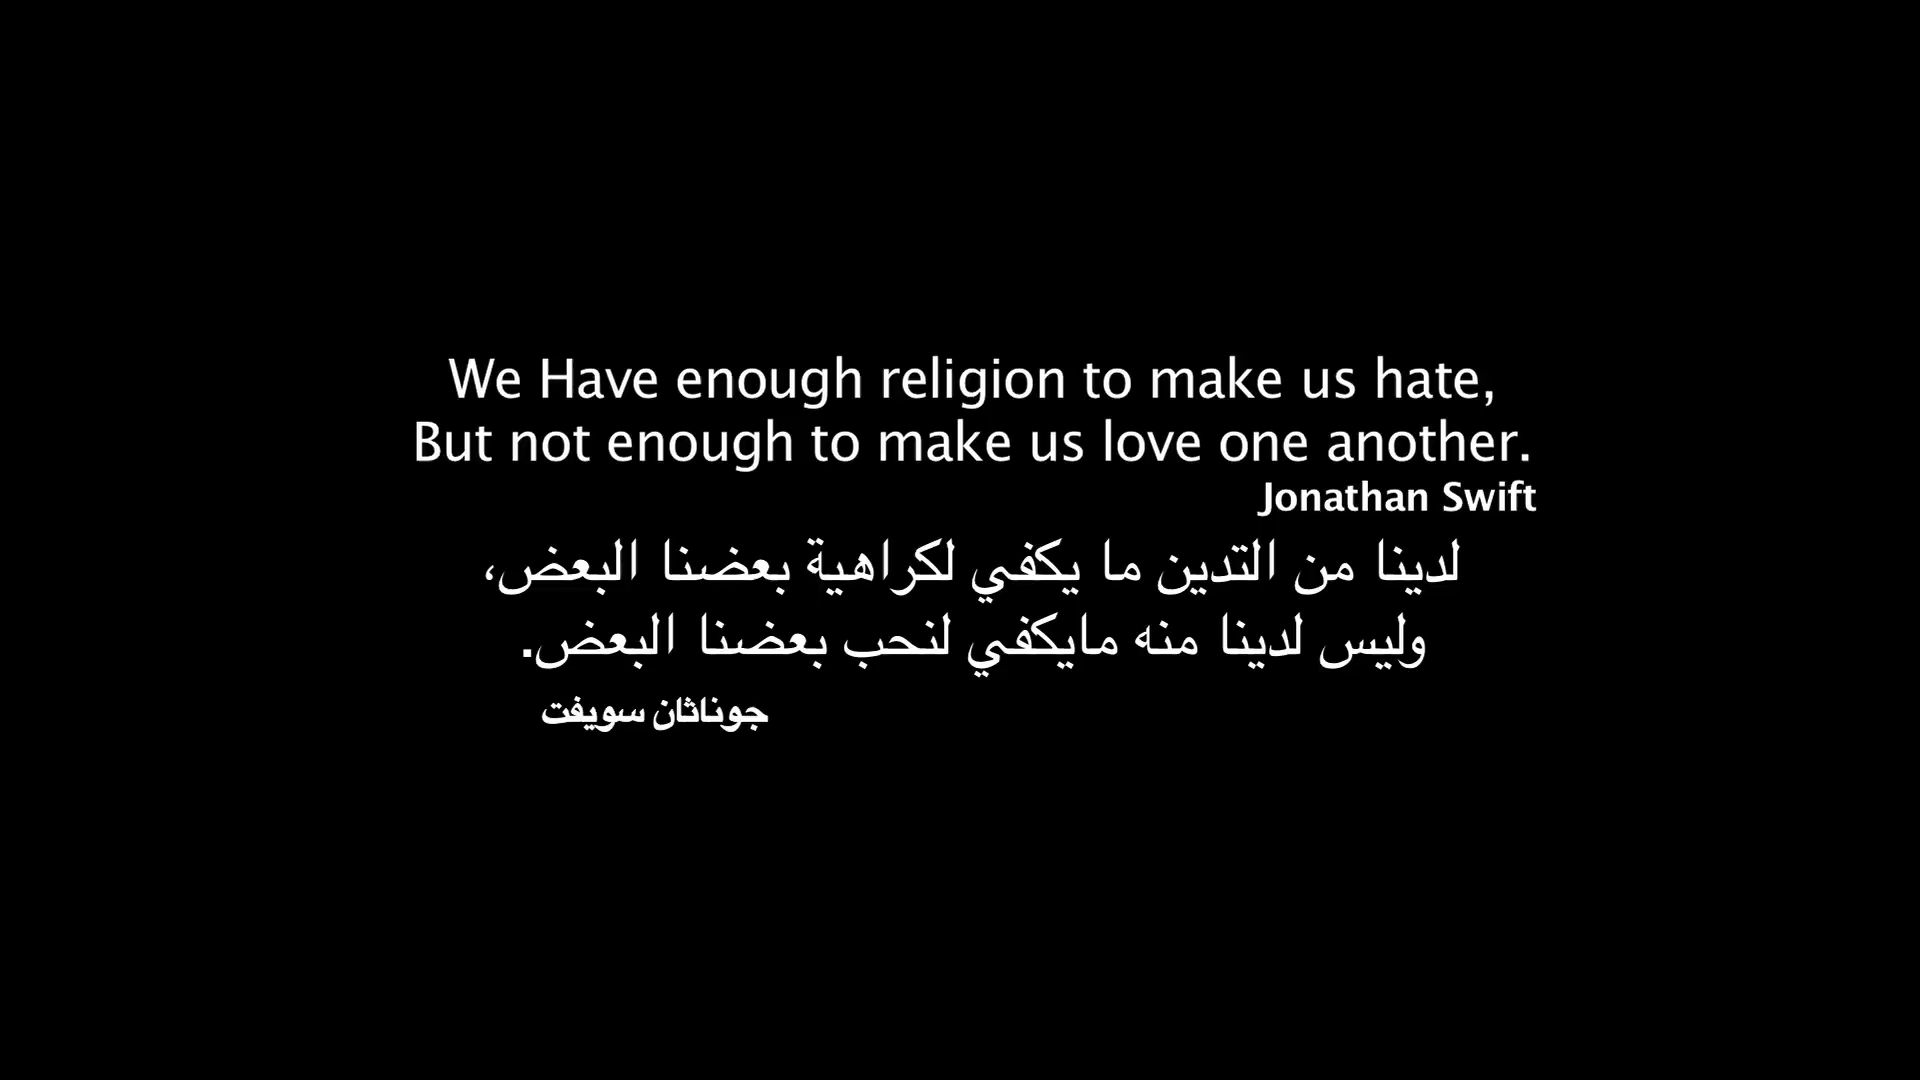 We Have enough religion to make us hate,
But not enough to make us love one another.
Jonathan Swift
لدينا من التدين ما يكفي لكراهية بعضنا البعض،
وليس لدينا منه مايكفي لنحب بعضنا البعض.
جوناثان سويفت